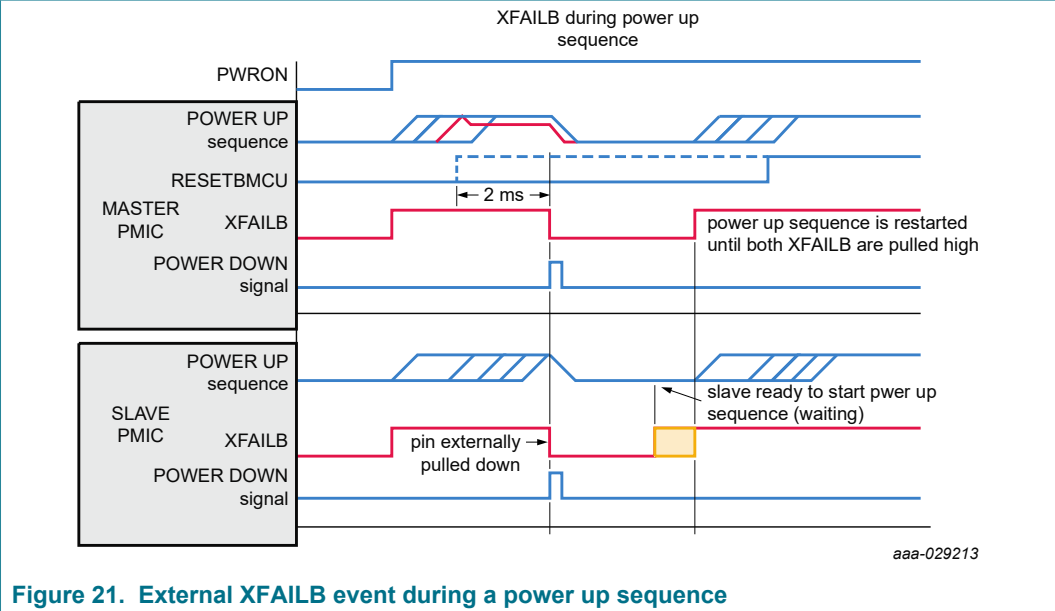 XFAILB during power up
sequence
PWRON
POWER UP
sequence
RESETBMCU
2 ms
MASTER
PMIC
XFAILB
power up sequence is restarted
until both XFAILB are pulled high
POWER DOWN
signal
POWER UP
sequence
slave ready to start pwer up
sequence (waiting)
SLAVE
PMIC
XFAILB
pin externally
pulled down
POWER DOWN
signal
aaa-029213
Figure 21. External XFAILB event during a power up sequence